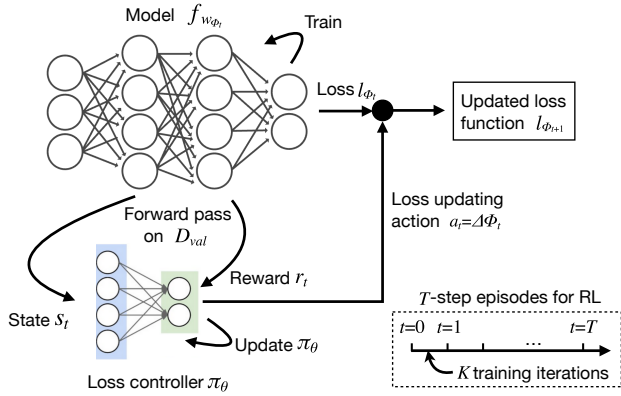 Model f_{w_{Φ_t}}
Train
Loss l_{Φ_t}
Updated loss
function l_{Φ_{t+1}}
Forward pass
on D_{val}
Loss updating
action a_t=ΔΦ_t
Reward r_t
State s_t
Update π_θ
Loss controller π_θ
T-step episodes for RL
t=0 t=1 t=T
...
K training iterations